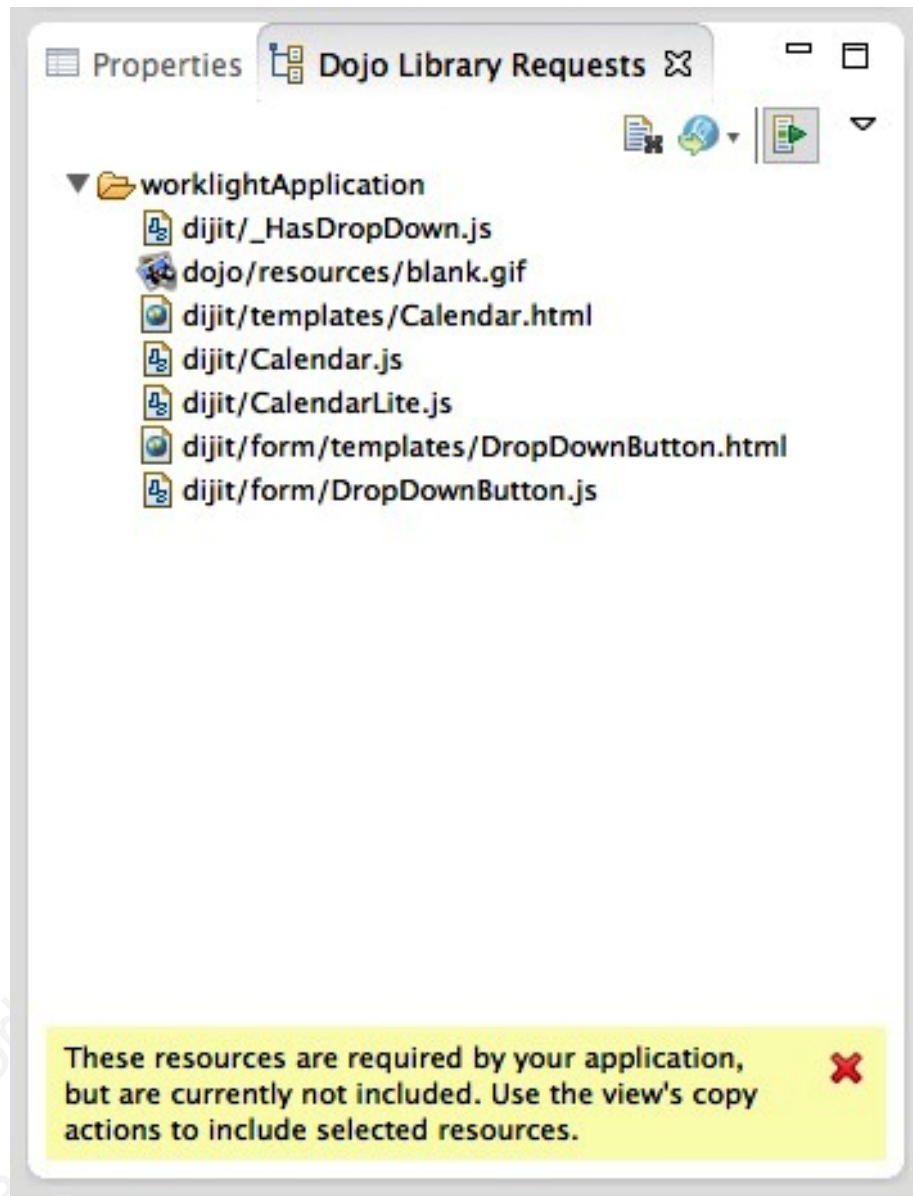 Properties Dojo Library Requests
worklightApplication
dijit/_HasDropDown.js
dojo/resources/blank.gif
dijit/templates/Calendar.html
dijit/Calendar.js
dijit/CalendarLite.js
dijit/form/templates/DropDownButton.html
dijit/form/DropDownButton.js
These resources are required by your application,
but are currently not included. Use the view's copy
actions to include selected resources.